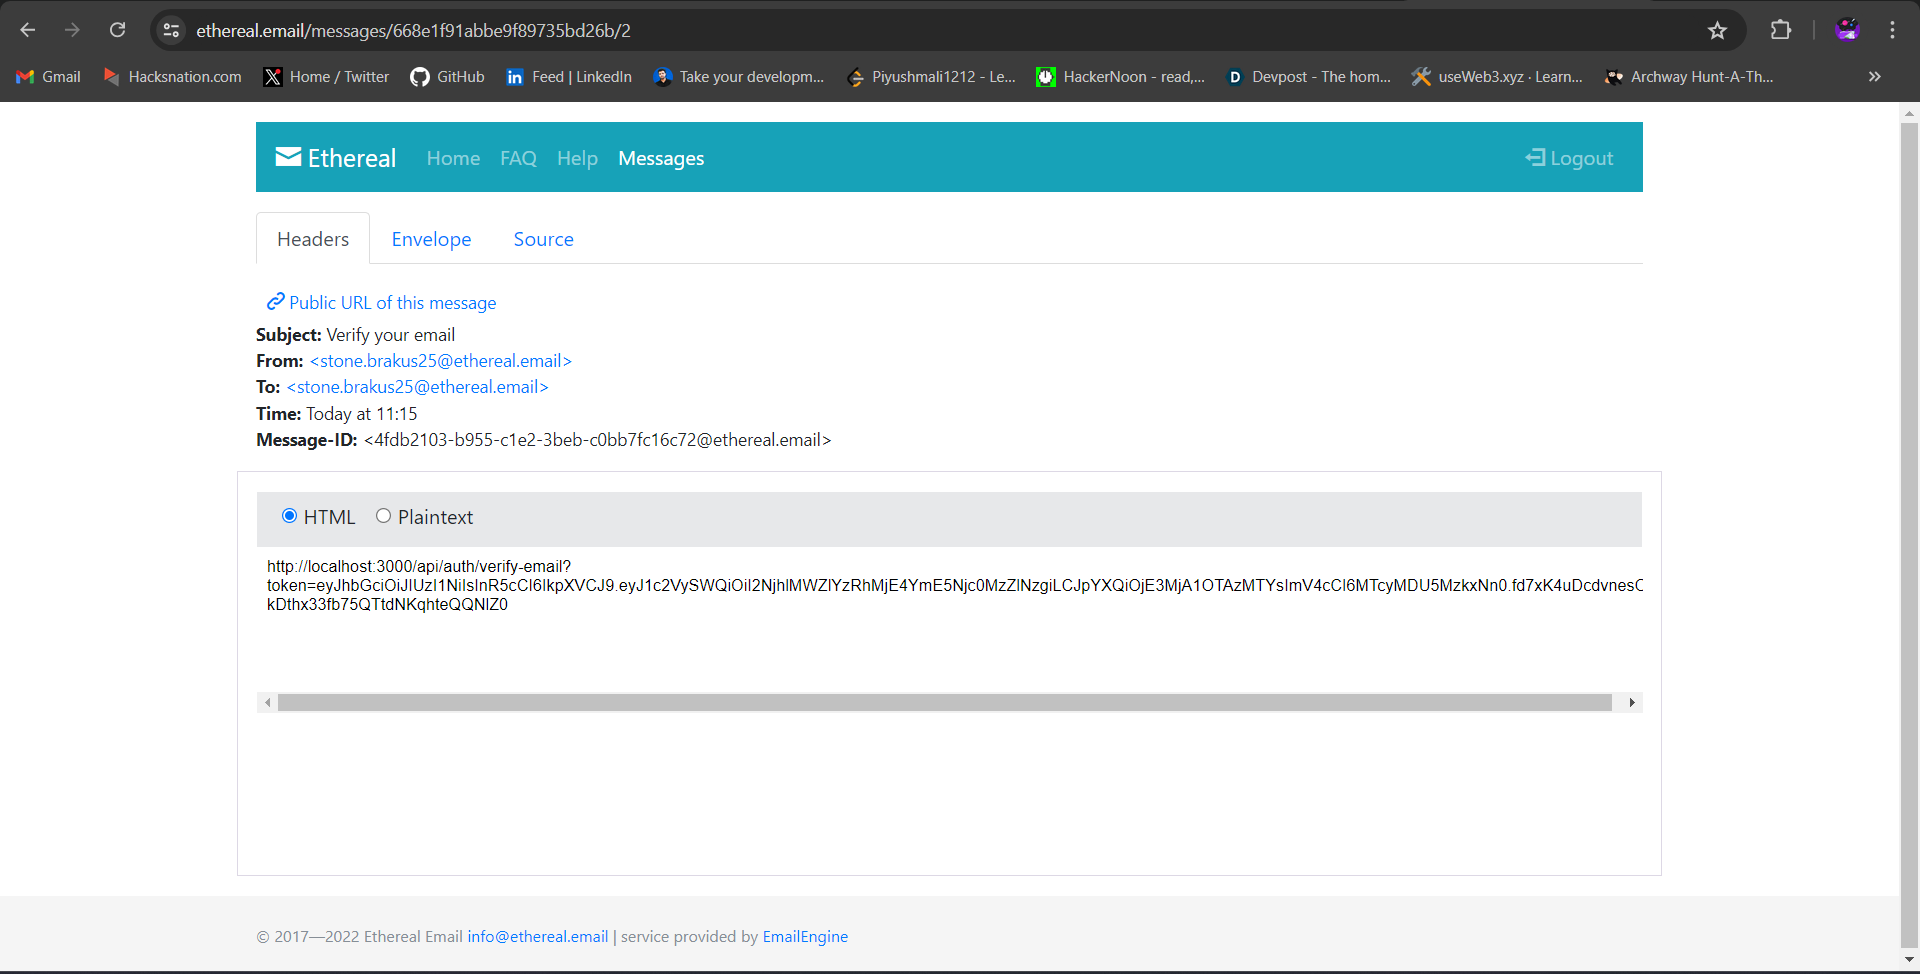 ethereal.email/messages/668e1f91abbe9f89735bd26b/2
Gmail Hacksnation.com Home / Twitter GitHub Feed | LinkedIn Take your developm... Piyushmali1212 - Le... HackerNoon - read,... Devpost - The hom... useWeb3.xyz · Learn... Archway Hunt-A-Th... »
Ethereal Home FAQ Help Messages Logout
Headers Envelope Source
Public URL of this message
Subject: Verify your email
From: <stone.brakus25@ethereal.email>
To: <stone.brakus25@ethereal.email>
Time: Today at 11:15
Message-ID: <4fdb2103-b955-c1e2-3beb-c0bb7fc16c72@ethereal.email>
HTML Plaintext
http://localhost:3000/api/auth/verify-email?
token=eyJhbGciOiJIUzI1NiIsInR5cCI6IkpXVCJ9.eyJ1c2VySWQiOiI2NjhlMWZlYzRhMjE4YmE5Njc0MzZlNzgiLCJpYXQiOjE3MjA1OTAzMTYsImV4cCI6MTcyMDU5MzkxNn0.fd7xK4uDcdvnesC
kDthx33fb75QTtdNKqhteQQNlZ0
© 2017—2022 Ethereal Email info@ethereal.email | service provided by EmailEngine